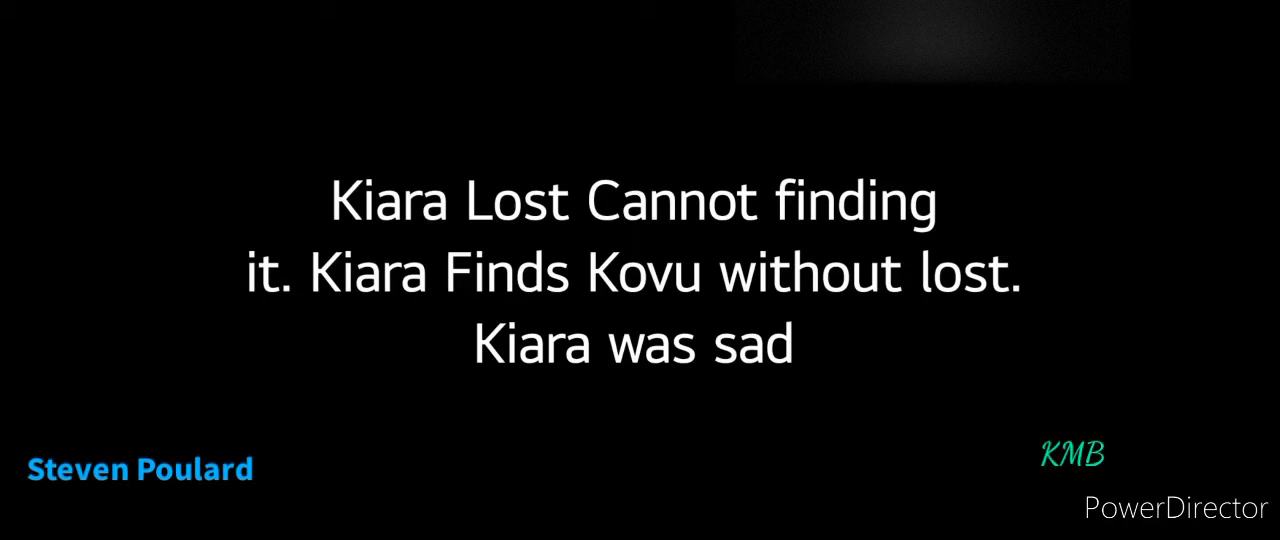 Kiara Lost Cannot finding
it. Kiara Finds Kovu without lost.
Kiara was sad
Steven Poulard
KMB
PowerDirector